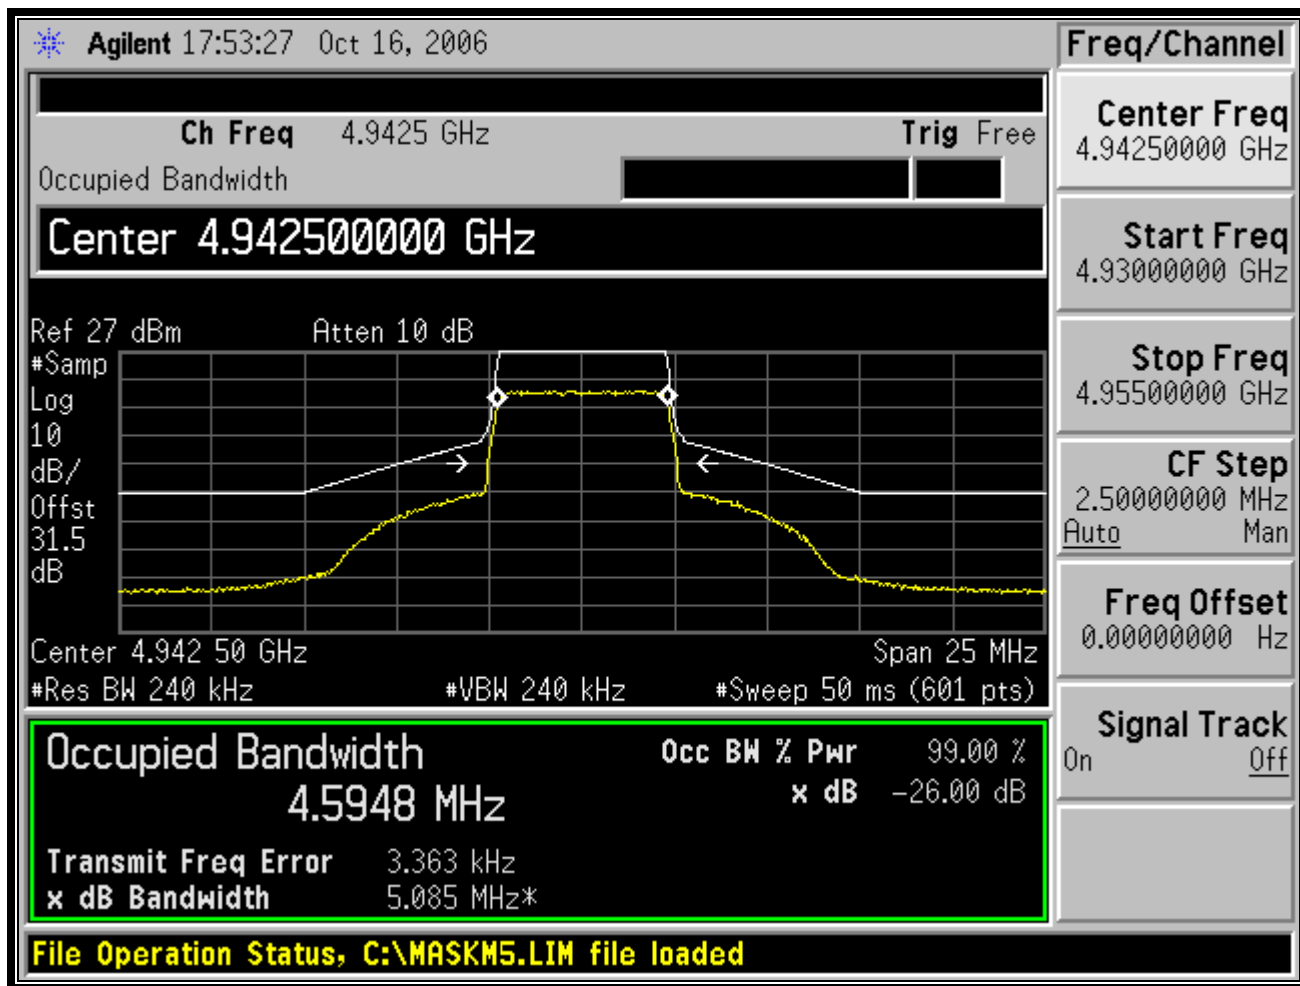 Agilent 17:53:27 Oct 16, 2006
Freq/Channel
Ch Freq 4.9425 GHz Trig Free
Occupied Bandwidth
Center 4.942500000 GHz
Ref 27 dBm Atten 10 dB
#Samp
Log
10
dB/
Offst
31.5
dB
Center 4.942 50 GHz Span 25 MHz
#Res BW 240 kHz #VBW 240 kHz #Sweep 50 ms (601 pts)
Occupied Bandwidth
4.5948 MHz
Occ BW % Pwr 99.00 %
x dB -26.00 dB
Transmit Freq Error 3.363 kHz
x dB Bandwidth 5.085 MHz*
File Operation Status, C:\MASKM5.LIM file loaded
Center Freq
4.94250000 GHz
Start Freq
4.93000000 GHz
Stop Freq
4.95500000 GHz
CF Step
2.50000000 MHz
Auto Man
Freq Offset
0.00000000 Hz
Signal Track
On Off